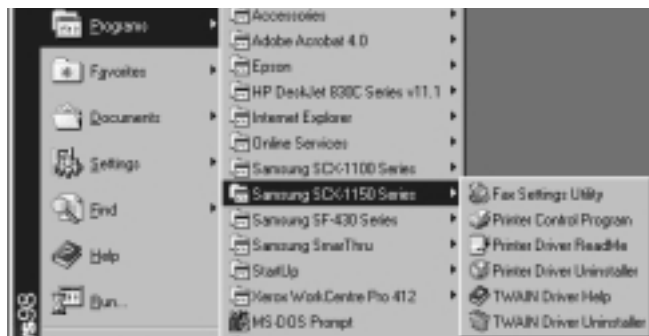 Programs
Favorites
Documents
Settings
Find
Help
Run...
ws98
Accessories
Adobe Acrobat 4.0
Epson
HP DeskJet 830C Series v11.1
Internet Explorer
Online Services
Samsung SCX-1100 Series
Samsung SCX-1150 Series
Samsung SF-430 Series
Samsung SmarThru
StartUp
Xerox WorkCentre Pro 412
MS-DOS Prompt
Fax Settings Utility
Printer Control Program
Printer Driver ReadMe
Printer Driver Uninstaller
TWAIN Driver Help
TWAIN Driver Uninstaller